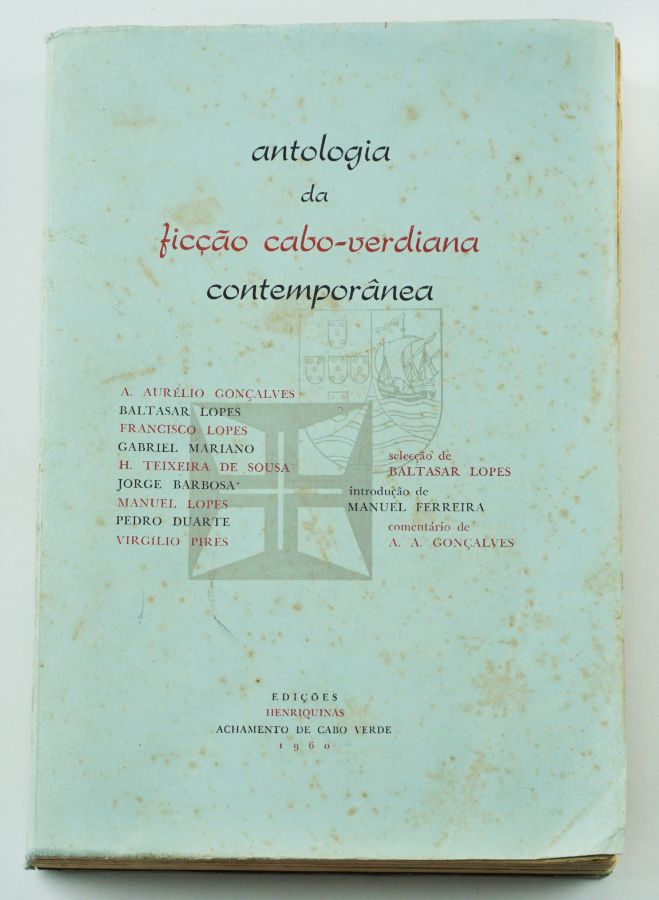 antologia
da
ficção cabo-verdiana
contemporânea
A. AURÉLIO GONÇALVES
BALTASAR LOPES
FRANCISCO LOPES
GABRIEL MARIANO
H. TEIXEIRA DE SOUSA
JORGE BARBOSA
MANUEL LOPES
PEDRO DUARTE
VIRGÍLIO PIRES
selecção de
BALTASAR LOPES
introdução de
MANUEL FERREIRA
comentário de
A. A. GONÇALVES
EDIÇÕES
HENRIQUINAS
ACHAMENTO DE CABO VERDE
1960